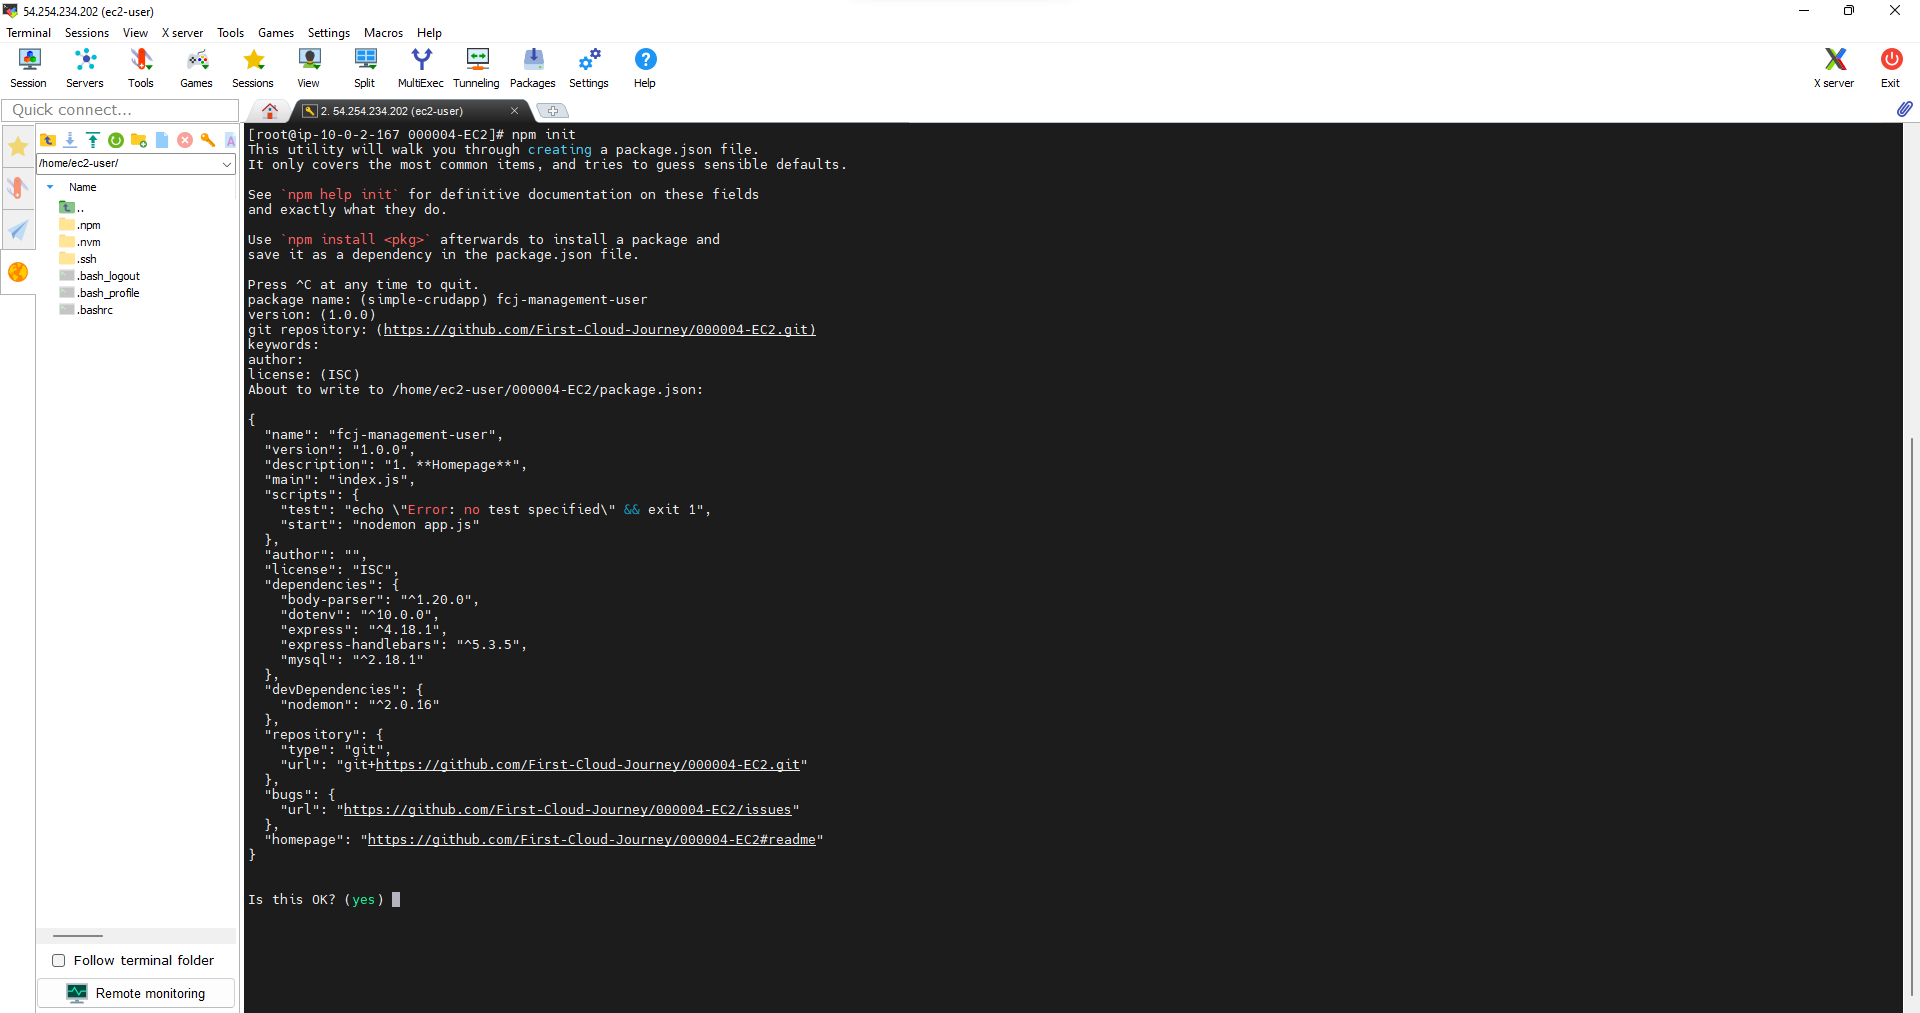 54.254.234.202 (ec2-user)
Terminal Sessions View X server Tools Games Settings Macros Help
Session Servers Tools Games Sessions View Split MultiExec Tunneling Packages Settings Help X server Exit
Quick connect...
2. 54.254.234.202 (ec2-user)
/home/ec2-user/
Name
..
.npm
.nvm
.ssh
.bash_logout
.bash_profile
.bashrc
Follow terminal folder
Remote monitoring
[root@ip-10-0-2-167 000004-EC2]# npm init
This utility will walk you through creating a package.json file.
It only covers the most common items, and tries to guess sensible defaults.
See `npm help init` for definitive documentation on these fields
and exactly what they do.
Use `npm install <pkg>` afterwards to install a package and
save it as a dependency in the package.json file.
Press ^C at any time to quit.
package name: (simple-crudapp) fcj-management-user
version: (1.0.0)
git repository: (https://github.com/First-Cloud-Journey/000004-EC2.git)
keywords:
author:
license: (ISC)
About to write to /home/ec2-user/000004-EC2/package.json:
{
"name": "fcj-management-user",
"version": "1.0.0",
"description": "1. **Homepage**",
"main": "index.js",
"scripts": {
"test": "echo \"Error: no test specified\" && exit 1",
"start": "nodemon app.js"
},
"author": "",
"license": "ISC",
"dependencies": {
"body-parser": "^1.20.0",
"dotenv": "^10.0.0",
"express": "^4.18.1",
"express-handlebars": "^5.3.5",
"mysql": "^2.18.1"
},
"devDependencies": {
"nodemon": "^2.0.16"
},
"repository": {
"type": "git",
"url": "git+https://github.com/First-Cloud-Journey/000004-EC2.git"
},
"bugs": {
"url": "https://github.com/First-Cloud-Journey/000004-EC2/issues"
},
"homepage": "https://github.com/First-Cloud-Journey/000004-EC2#readme"
}
Is this OK? (yes)